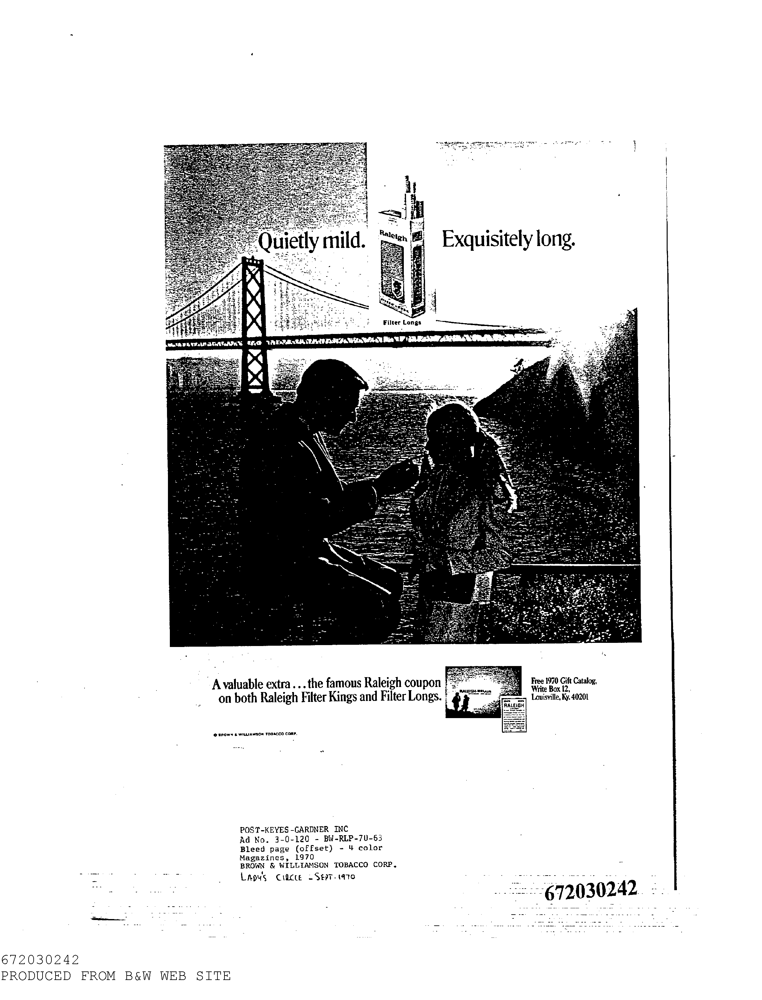 Quietly mild.
Exquisitely long.
Raleigh
Filter Longs
A valuable extra...the famous Raleigh coupon
on both Raleigh Filter Kings and Filter Longs.
RALEIGH
Free 1970 Gift Catalog.
Write Box 12,
Louisville, Ky. 40201
© BROWN & WILLIAMSON TOBACCO CORP.
POST-KEYES-GARDNER INC
Ad No. 3-0-120 - BW-RLP-70-63
Bleed page (offset) - 4 color
Magazines, 1970
BROWN & WILLIAMSON TOBACCO CORP.
LADY'S CIRCLE - SEPT. 1970
672030242
672030242
PRODUCED FROM B&W WEB SITE